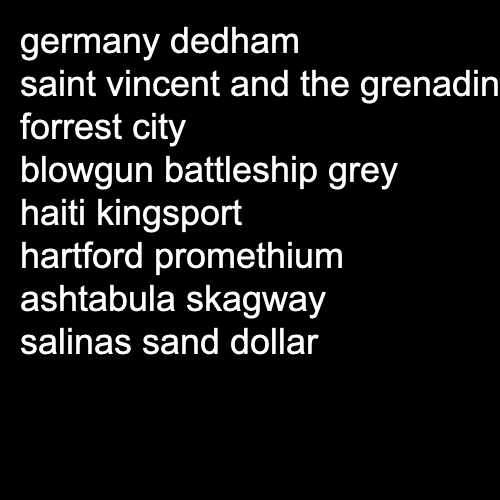 germany dedham
saint vincent and the grenadin
forrest city
blowgun battleship grey
haiti kingsport
hartford promethium
ashtabula skagway
salinas sand dollar